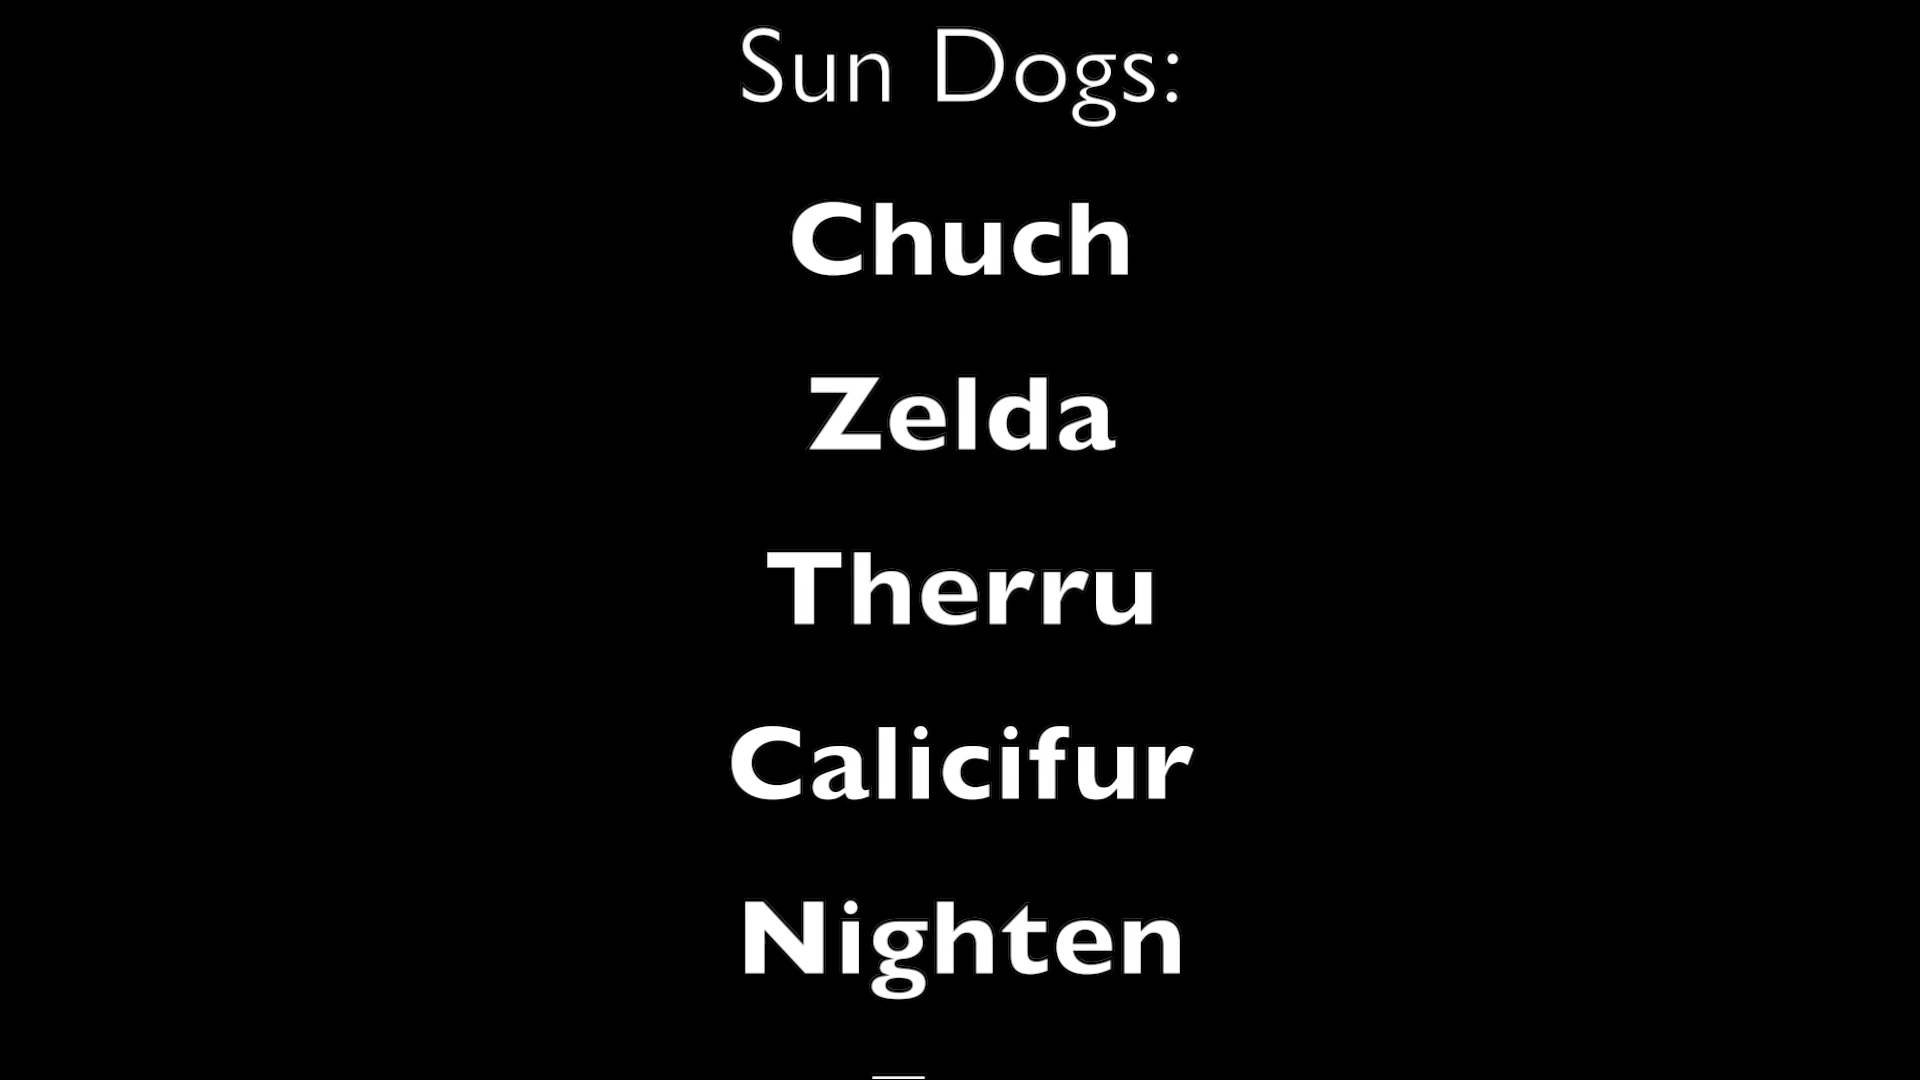 Sun Dogs:
Chuch
Zelda
Therru
Calicifur
Nighten